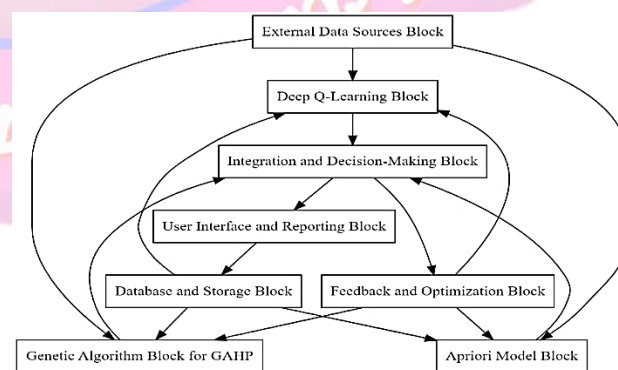 External Data Sources Block
Deep Q-Learning Block
Integration and Decision-Making Block
User Interface and Reporting Block
Database and Storage Block
Feedback and Optimization Block
Genetic Algorithm Block for GAHP
Apriori Model Block